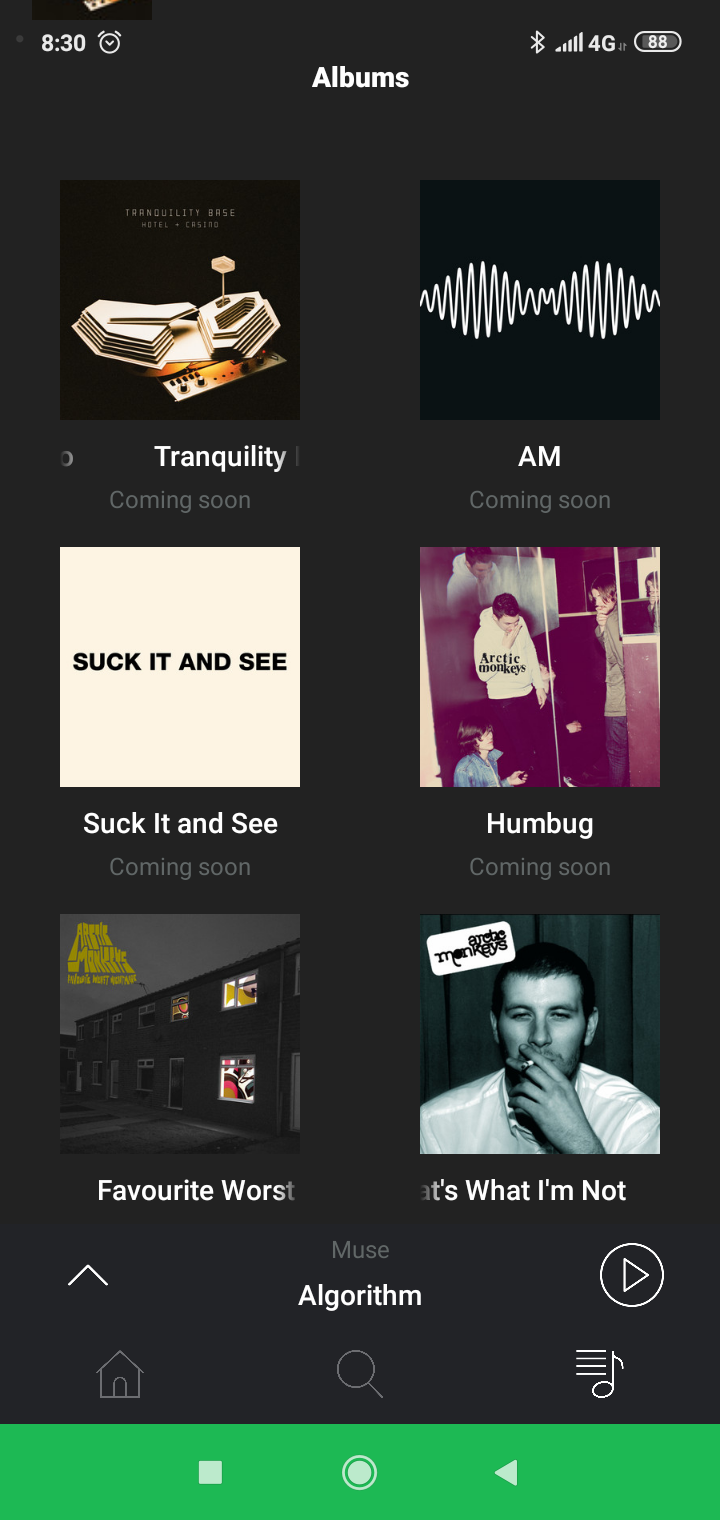 8:30 4G 88
Albums
TRANQUILITY BASE
HOTEL + CASINO
o Tranquility
AM
Coming soon
Coming soon
SUCK IT AND SEE
Arctic
monkeys
Suck It and See
Humbug
Coming soon
Coming soon
ARCTIC
MONKEYS
FAVOURITE WORST NIGHTMARE
arctic
monkeys
Favourite Worst
at's What I'm Not
Muse
Algorithm